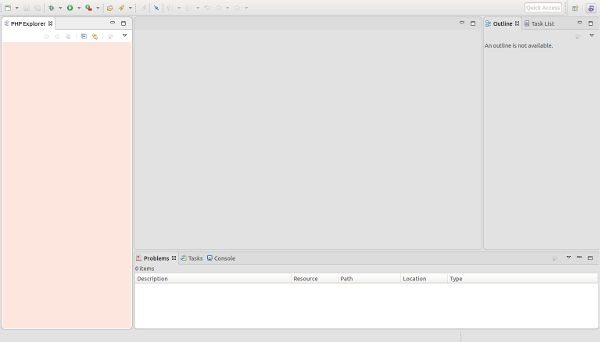 Quick Access
PHP Explorer
Outline
Task List
An outline is not available.
Problems
Tasks
Console
0 items
Description
Resource
Path
Location
Type